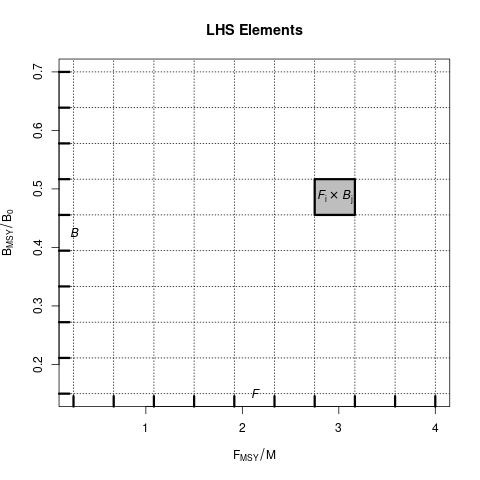 LHS Elements
0.7
0.6
0.5
0.4
0.3
0.2
B_MSY/B_0
B
F_i × B_j
F
1 2 3 4
F_MSY/M